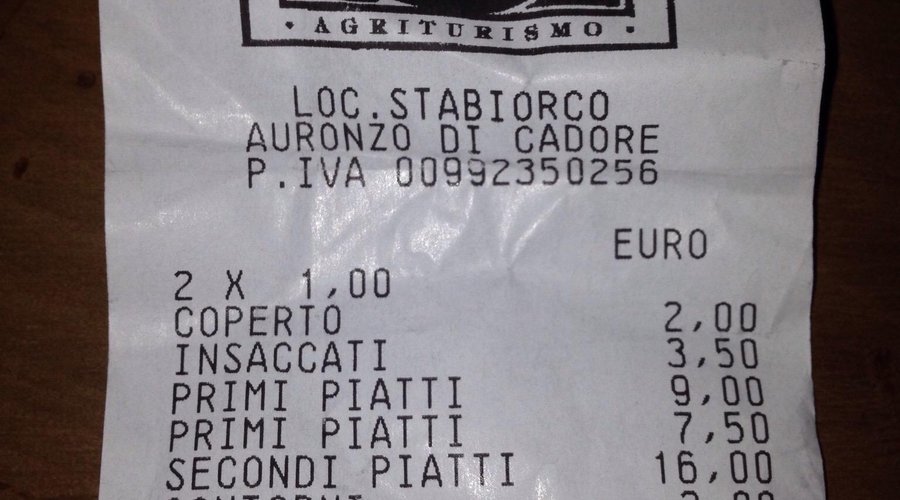 · AGRITURISMO ·
LOC.STABIORCO
AURONZO DI CADORE
P.IVA 00992350256
EURO
2 X 1,00
COPERTO 2,00
INSACCATI 3,50
PRIMI PIATTI 9,00
PRIMI PIATTI 7,50
SECONDI PIATTI 16,00